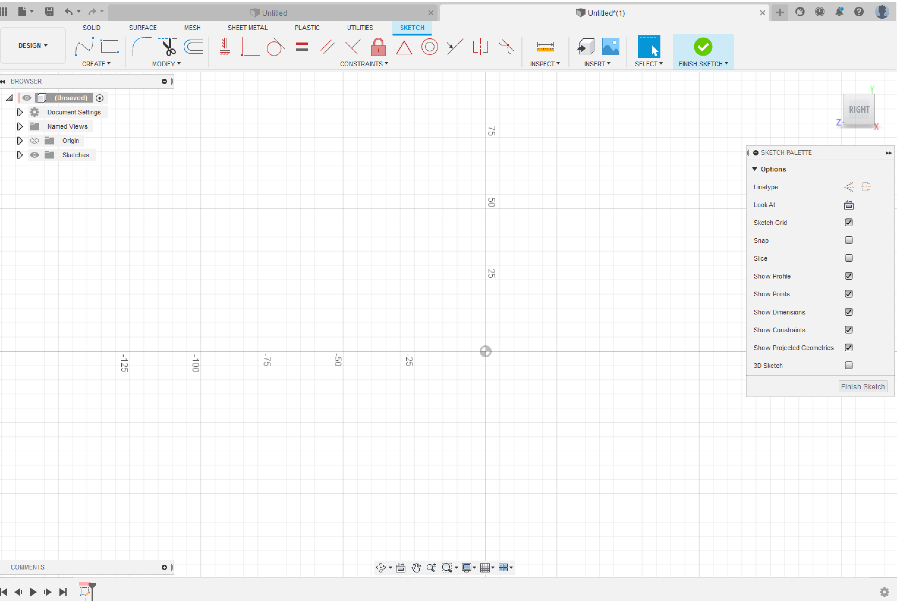 Untitled
Untitled*(1)
DESIGN
SOLID SURFACE MESH SHEET METAL PLASTIC UTILITIES SKETCH
CREATE MODIFY CONSTRAINTS INSPECT INSERT SELECT FINISH SKETCH
BROWSER
(Unsaved)
Document Settings
Named Views
Origin
Sketches
Y
RIGHT
Z
X
75
50
25
-125 -100 -75 -50 -25
SKETCH PALETTE
Options
Linetype
Look At
Sketch Grid
Snap
Slice
Show Profile
Show Points
Show Dimensions
Show Constraints
Show Projected Geometries
3D Sketch
Finish Sketch
COMMENTS